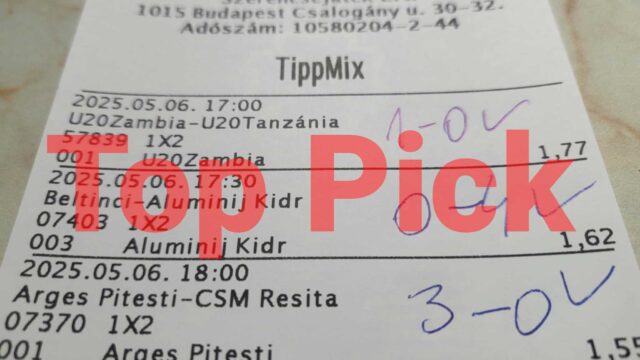 1015 Budapest Csalogány u. 30-32.
Adószám: 10580204-2-44
TippMix
2025.05.06. 17:00
U20Zambia-U20Tanzánia
1-0
57839 1X2
001 U20Zambia 1,77
Top Pick
2025.05.06. 17:30
Beltinci-Aluminij Kidr
0-4
07403 1X2
003 Aluminij Kidr 1,62
2025.05.06. 18:00
Arges Pitesti-CSM Resita
3-0
07370 1X2
001 Arges Pitesti 1,55